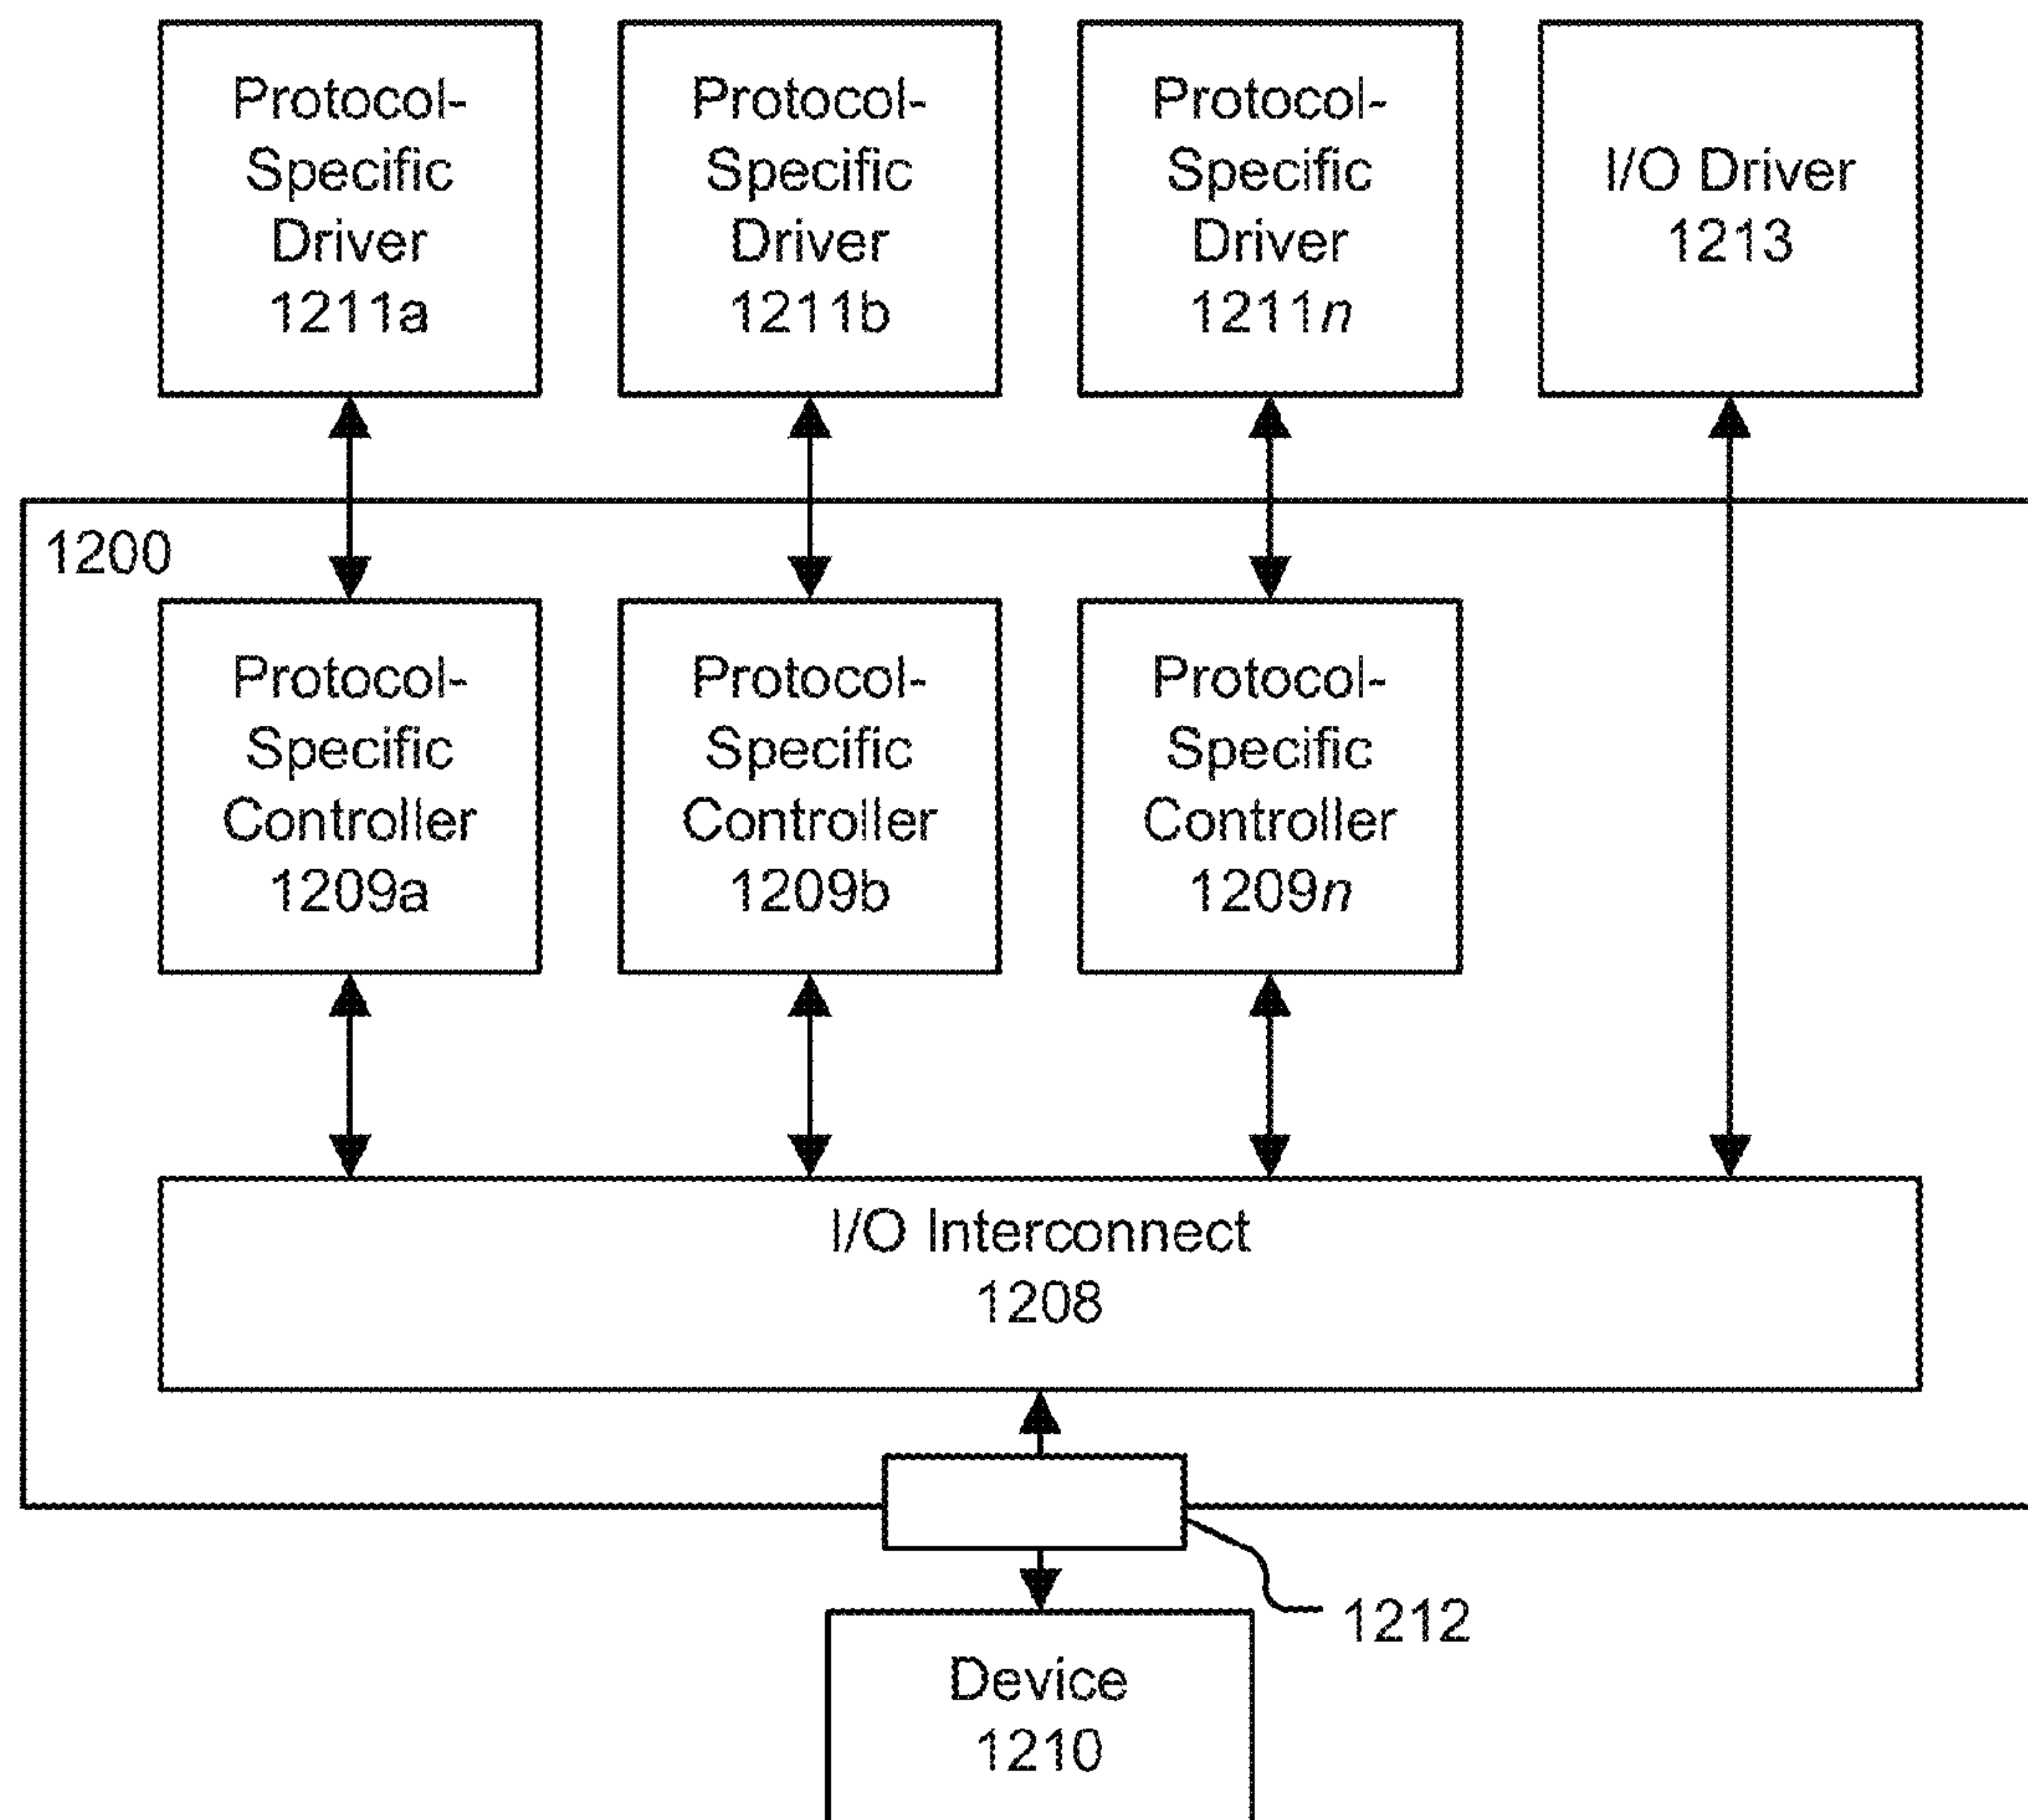 Protocol-
Specific
Driver
1211a
Protocol-
Specific
Driver
1211b
Protocol-
Specific
Driver
1211n
I/O Driver
1213
1200
Protocol-
Specific
Controller
1209a
Protocol-
Specific
Controller
1209b
Protocol-
Specific
Controller
1209n
I/O Interconnect
1208
1212
Device
1210